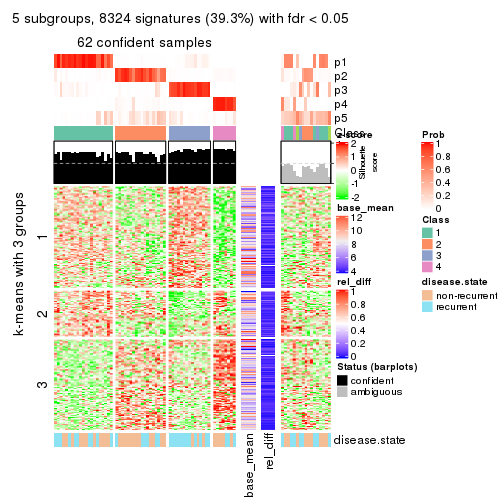 5 subgroups, 8324 signatures (39.3%) with fdr < 0.05
62 confident samples
p1
p2
p3
p4
p5
Class
k-means with 3 groups
1
2
3
Silhouette
score
z-score
2
1
0
-1
-2
base_mean
12
10
8
6
4
rel_diff
1
0.8
0.6
0.4
0.2
0
Status (barplots)
confident
ambiguous
Prob
1
0.8
0.6
0.4
0.2
0
Class
1
2
3
4
disease.state
non-recurrent
recurrent
disease.state
base_mean
rel_diff